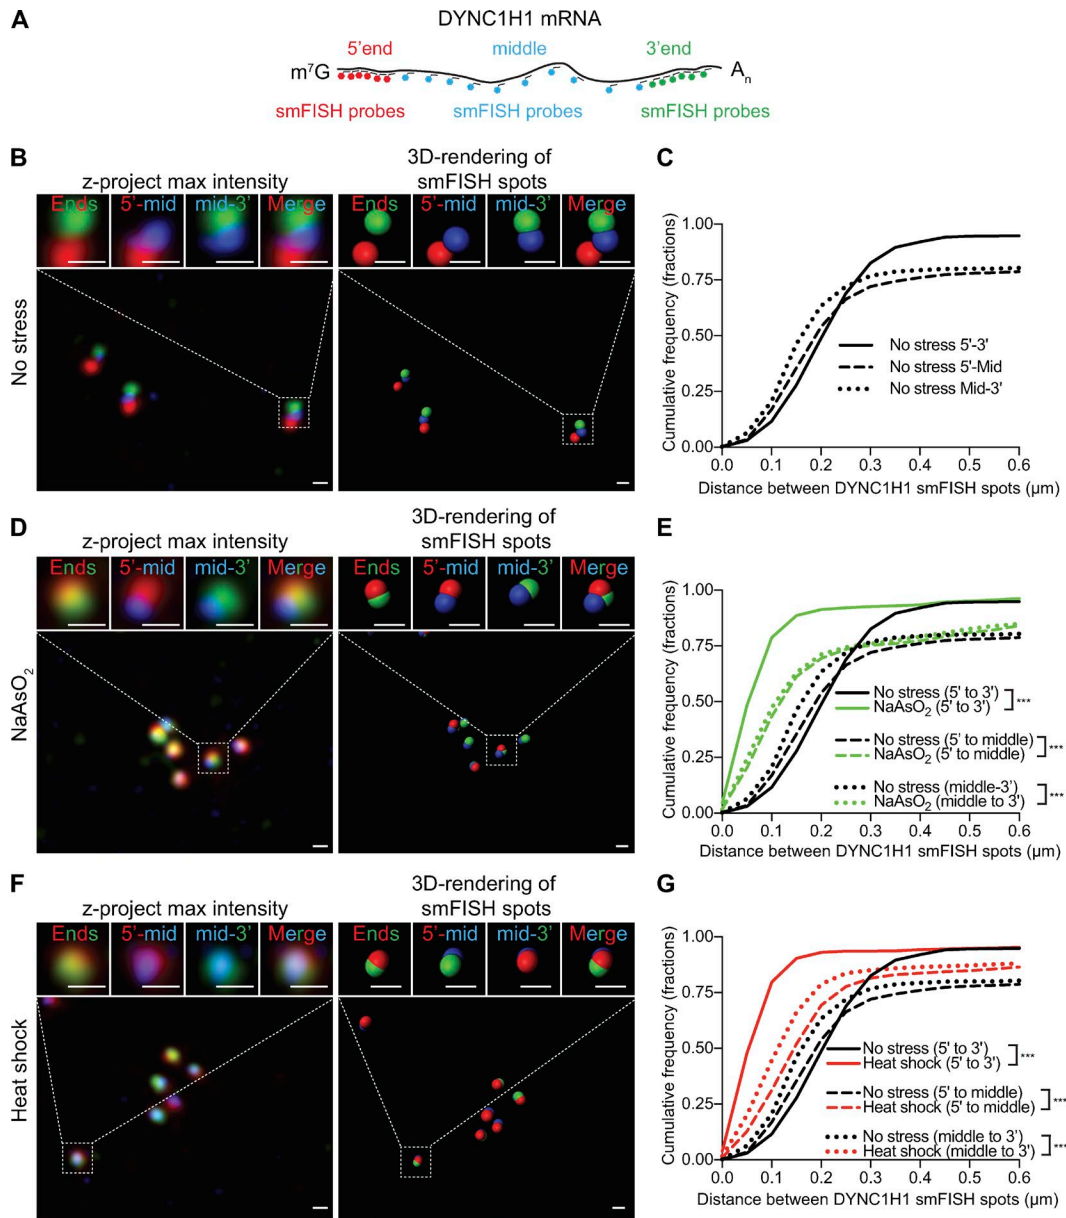 A
DYNC1H1 mRNA
5'end middle 3'end
m⁷G Aₙ
smFISH probes smFISH probes smFISH probes
B
z-project max intensity
3D-rendering of
smFISH spots
Ends 5'-mid mid-3' Merge
Ends 5'-mid mid-3' Merge
No stress
C
Cumulative frequency (fractions)
1.00
0.75
0.50
0.25
0.00
No stress 5'-3'
No stress 5'-Mid
No stress Mid-3'
0.0 0.1 0.2 0.3 0.4 0.5 0.6
Distance between DYNC1H1 smFISH spots (µm)
D
z-project max intensity
3D-rendering of
smFISH spots
Ends 5'-mid mid-3' Merge
Ends 5'-mid mid-3' Merge
NaAsO₂
E
Cumulative frequency (fractions)
1.00
0.75
0.50
0.25
0.00
No stress (5' to 3')
NaAsO₂ (5' to 3')
***
No stress (5' to middle)
NaAsO₂ (5' to middle)
***
No stress (middle-3')
NaAsO₂ (middle to 3')
***
0.0 0.1 0.2 0.3 0.4 0.5 0.6
Distance between DYNC1H1 smFISH spots (µm)
F
z-project max intensity
3D-rendering of
smFISH spots
Ends 5'-mid mid-3' Merge
Ends 5'-mid mid-3' Merge
Heat shock
G
Cumulative frequency (fractions)
1.00
0.75
0.50
0.25
0.00
No stress (5' to 3')
Heat shock (5' to 3')
***
No stress (5' to middle)
Heat shock (5' to middle)
***
No stress (middle to 3')
Heat shock (middle to 3')
***
0.0 0.1 0.2 0.3 0.4 0.5 0.6
Distance between DYNC1H1 smFISH spots (µm)